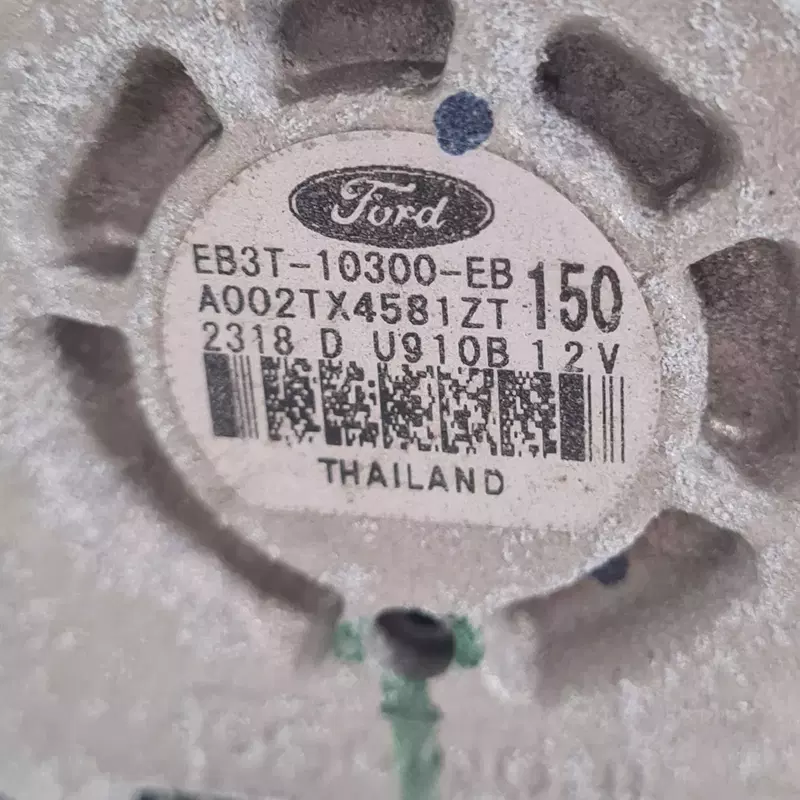 Ford
EB3T-10300-EB 150
A002TX4581ZT
2318 D U910B 12V
THAILAND